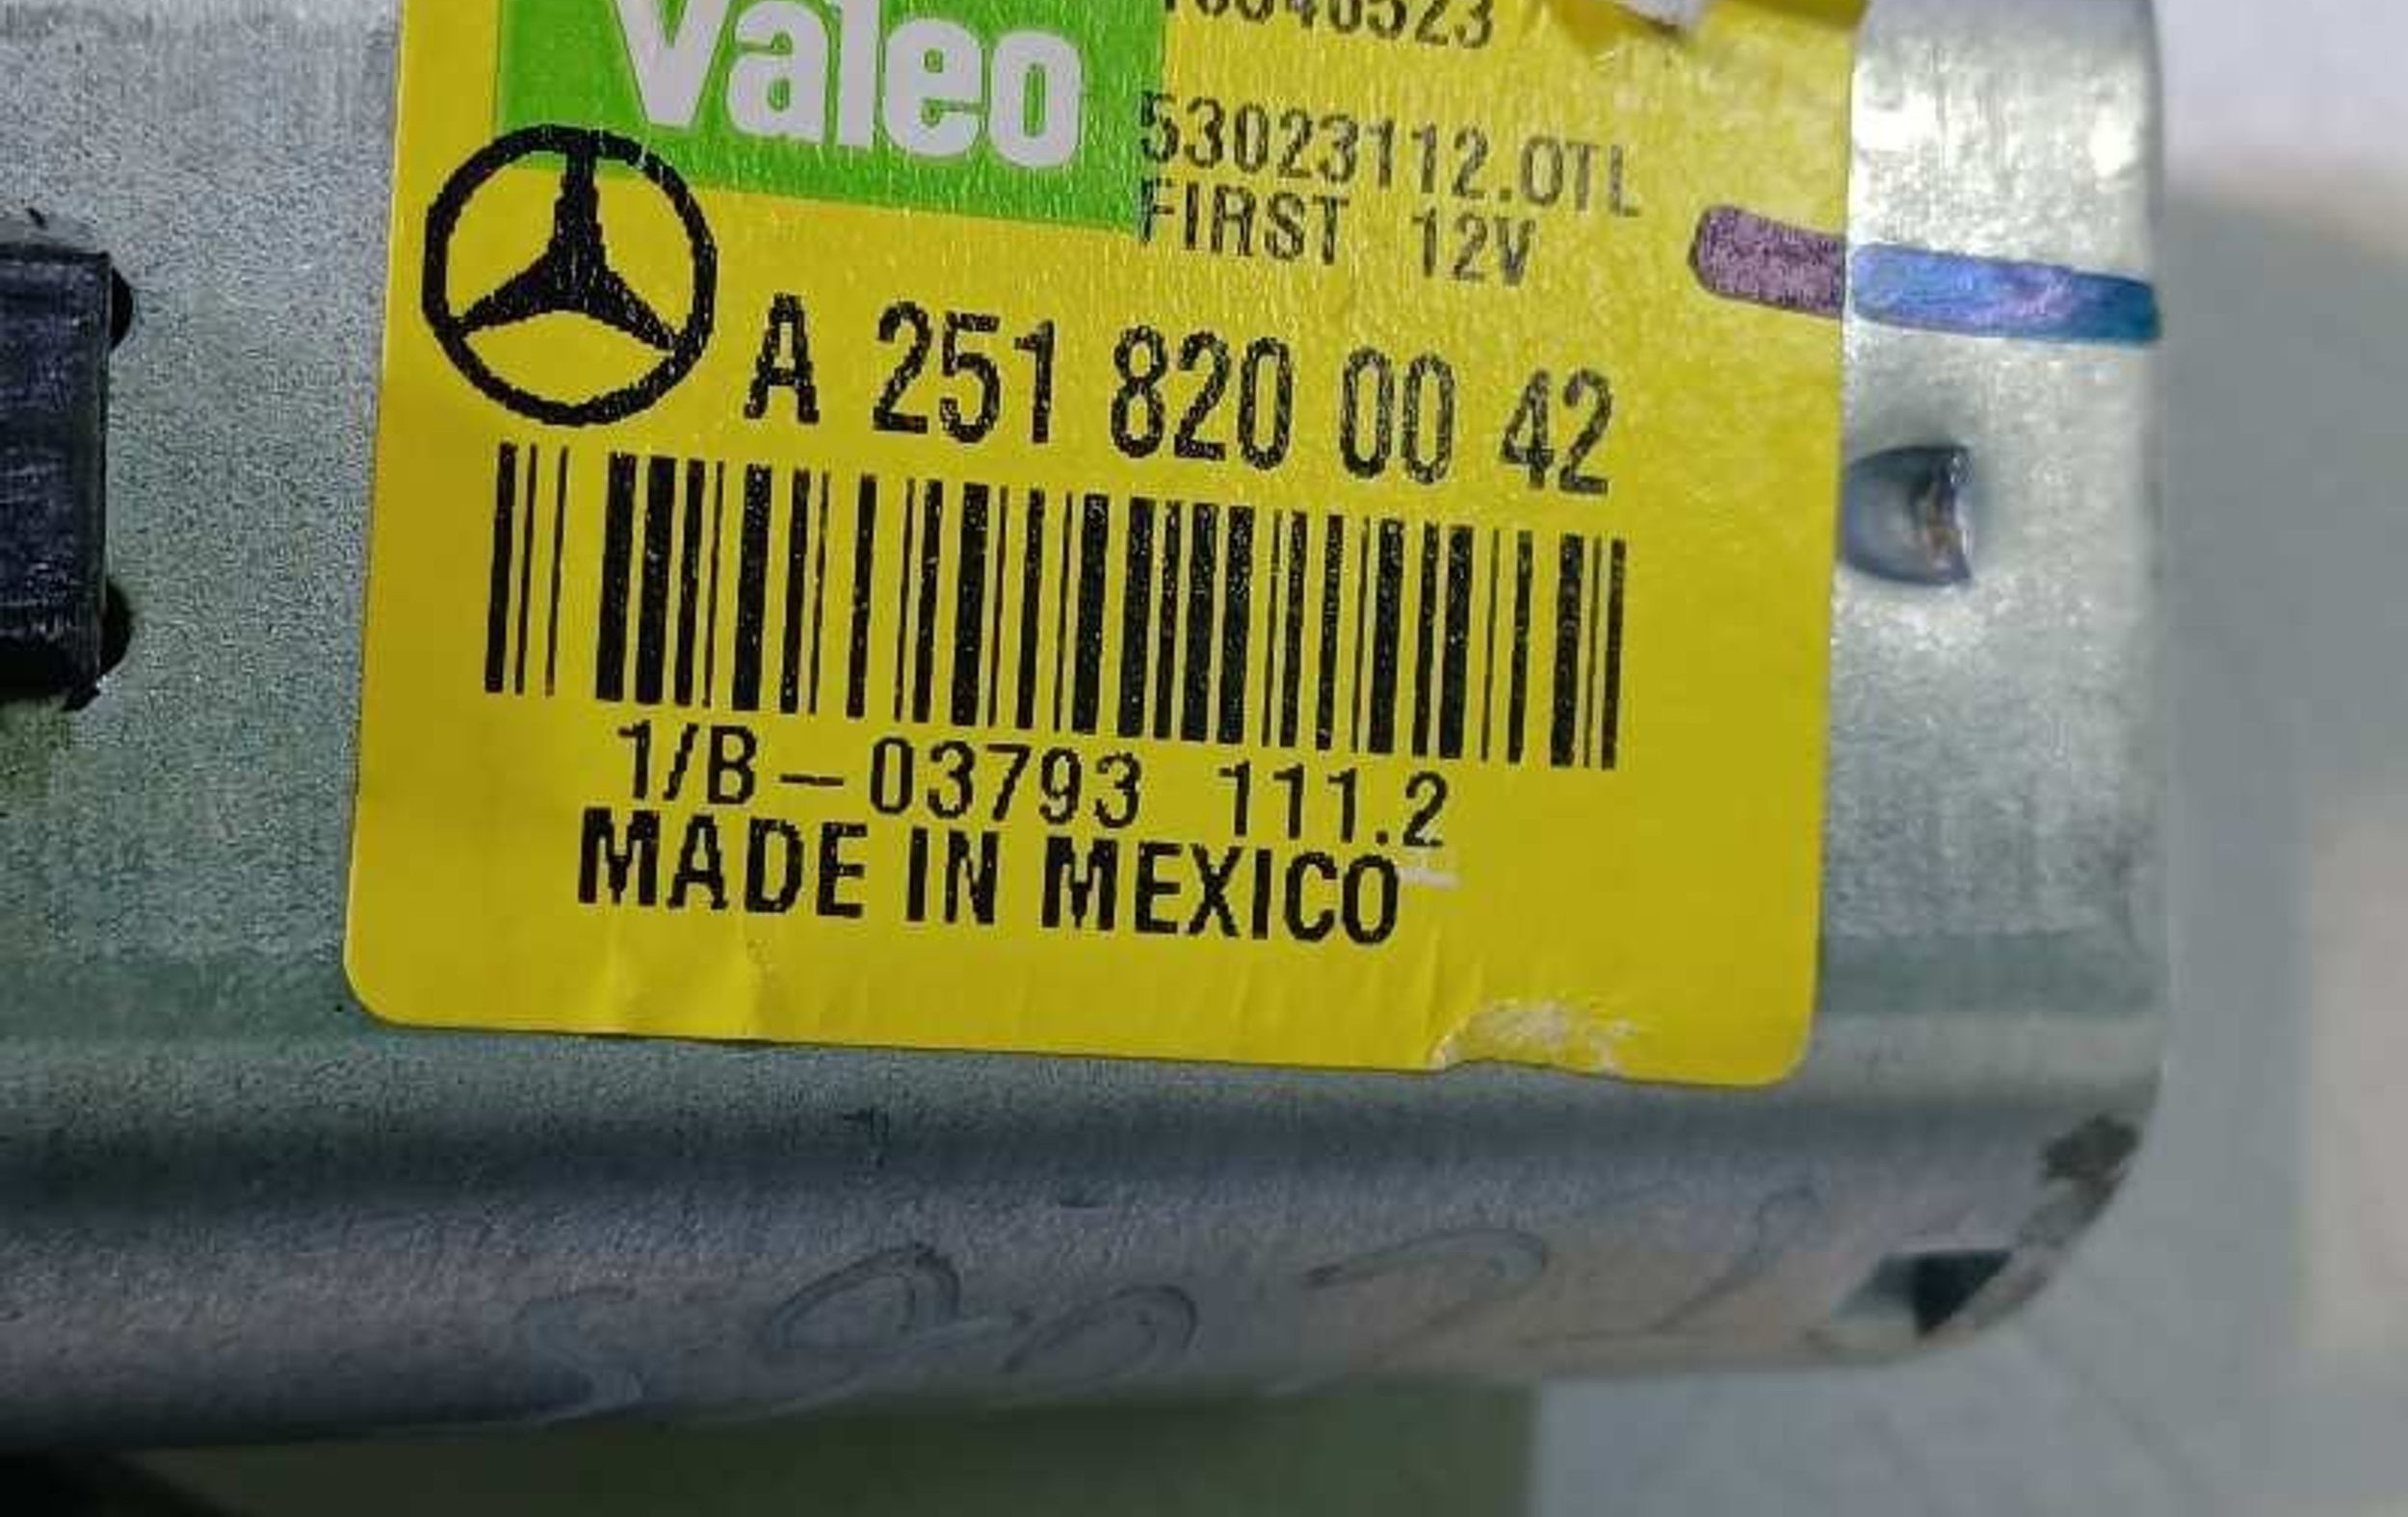 Valeo
53023112.OTL
FIRST 12V
A 251 820 00 42
1/B-03793 111.2
MADE IN MEXICO